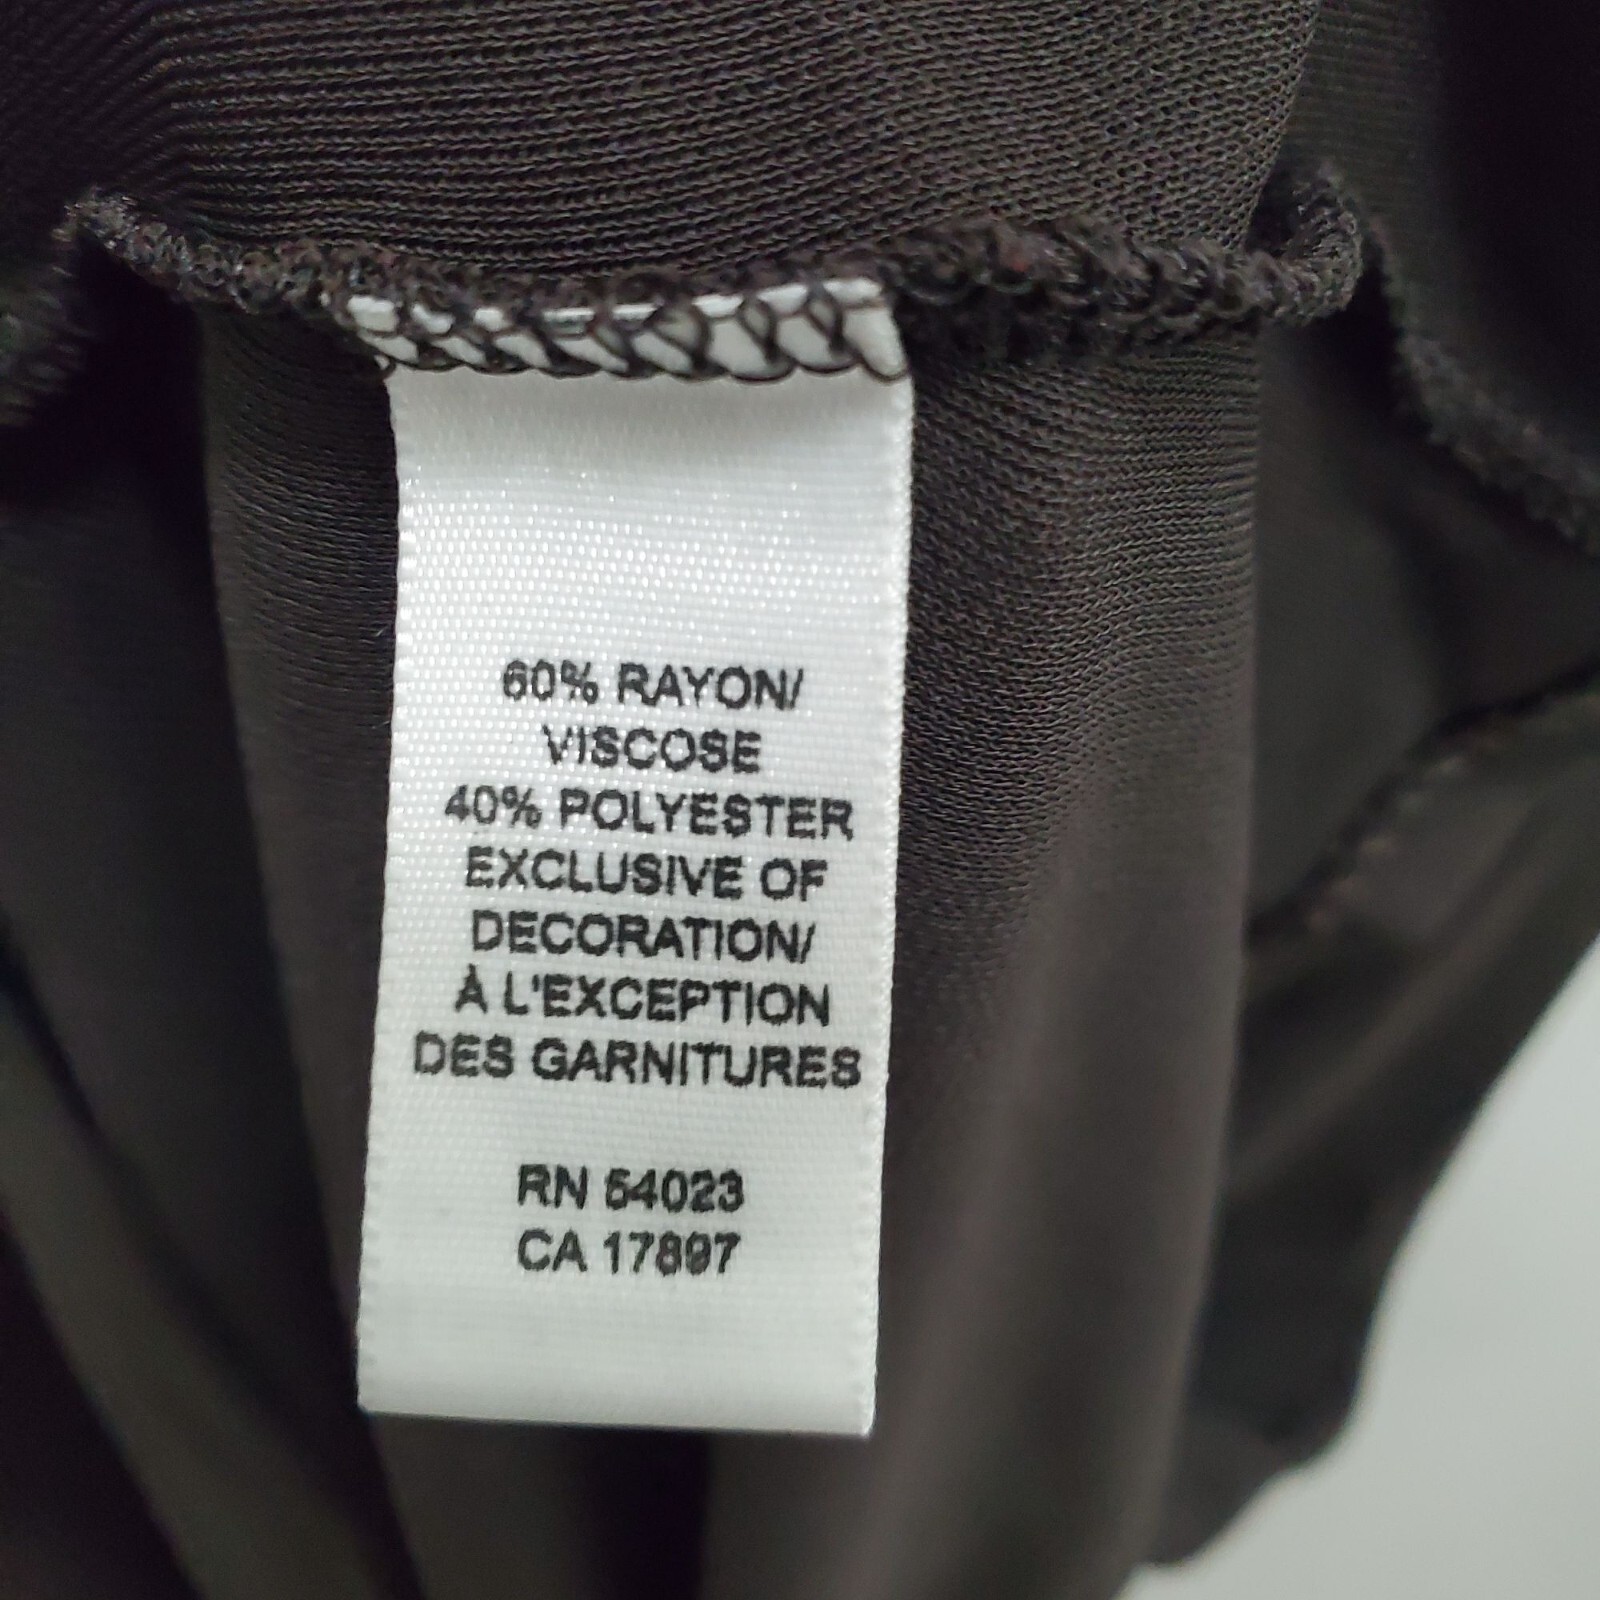 60% RAYON/
VISCOSE
40% POLYESTER
EXCLUSIVE OF
DECORATION/
À L'EXCEPTION
DES GARNITURES
RN 54023
CA 17897